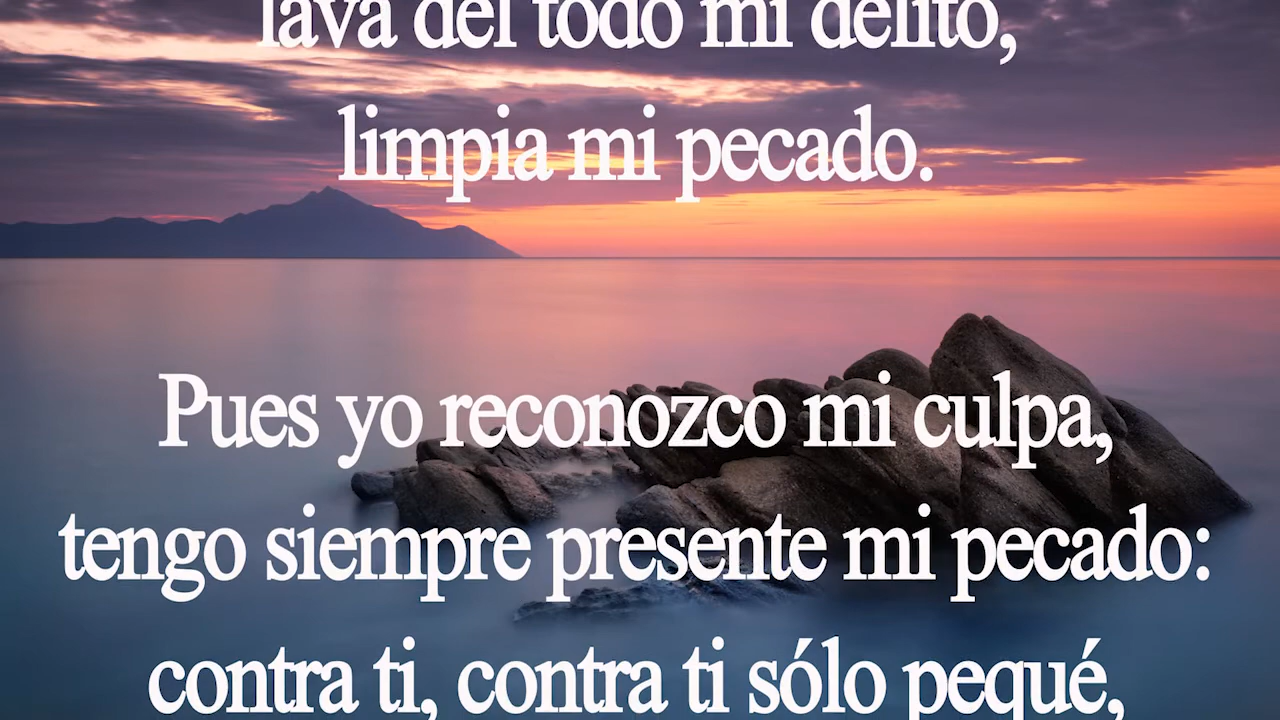 lava del todo mi delito,
limpia mi pecado.
Pues yo reconozco mi culpa,
tengo siempre presente mi pecado:
contra ti, contra ti sólo pequé,